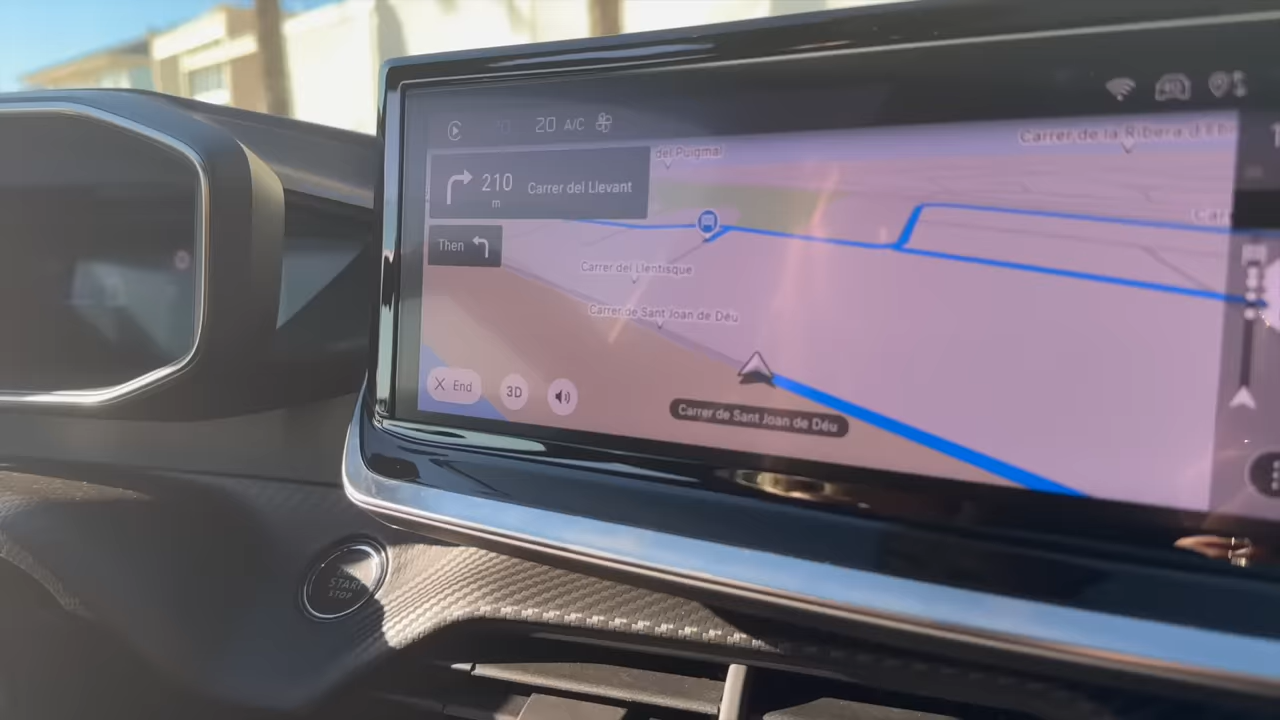 20 A/C
del Puigmal
Carrer de la Ribera d'Eb
210
m
Carrer del Llevant
Then
Carrer del Llentisque
Carrer de Sant Joan de Déu
End
3D
Carrer de Sant Joan de Déu
START
STOP